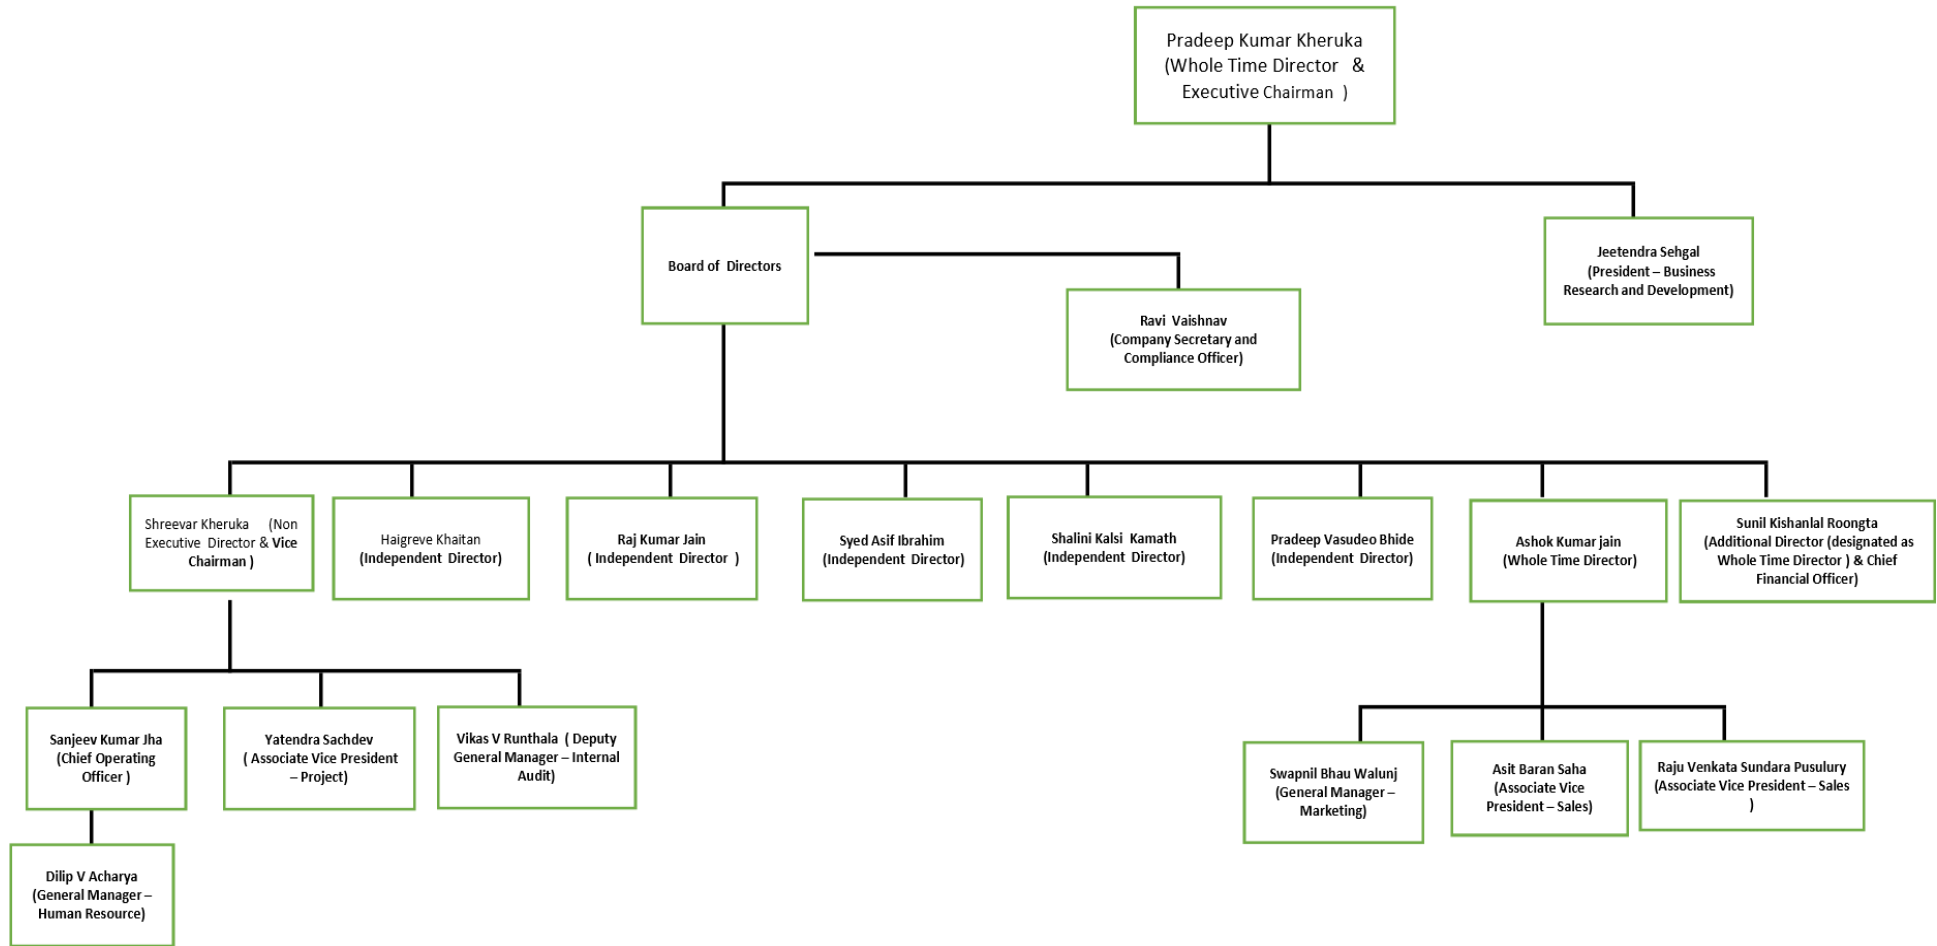 Pradeep Kumar Kheruka
(Whole Time Director &
Executive Chairman )
Board of Directors
Jeetendra Sehgal
(President – Business
Research and Development)
Ravi Vaishnav
(Company Secretary and
Compliance Officer)
Shreevar Kheruka (Non
Executive Director & Vice
Chairman )
Haigreve Khaitan
(Independent Director)
Raj Kumar Jain
( Independent Director )
Syed Asif Ibrahim
(Independent Director)
Shalini Kalsi Kamath
(Independent Director)
Pradeep Vasudeo Bhide
(Independent Director)
Ashok Kumar jain
(Whole Time Director)
Sunil Kishanlal Roongta
(Additional Director (designated as
Whole Time Director ) & Chief
Financial Officer)
Sanjeev Kumar Jha
(Chief Operating
Officer )
Yatendra Sachdev
( Associate Vice President
– Project)
Vikas V Runthala ( Deputy
General Manager – Internal
Audit)
Swapnil Bhau Walunj
(General Manager –
Marketing)
Asit Baran Saha
(Associate Vice
President – Sales)
Raju Venkata Sundara Pusulury
(Associate Vice President – Sales
)
Dilip V Acharya
(General Manager –
Human Resource)